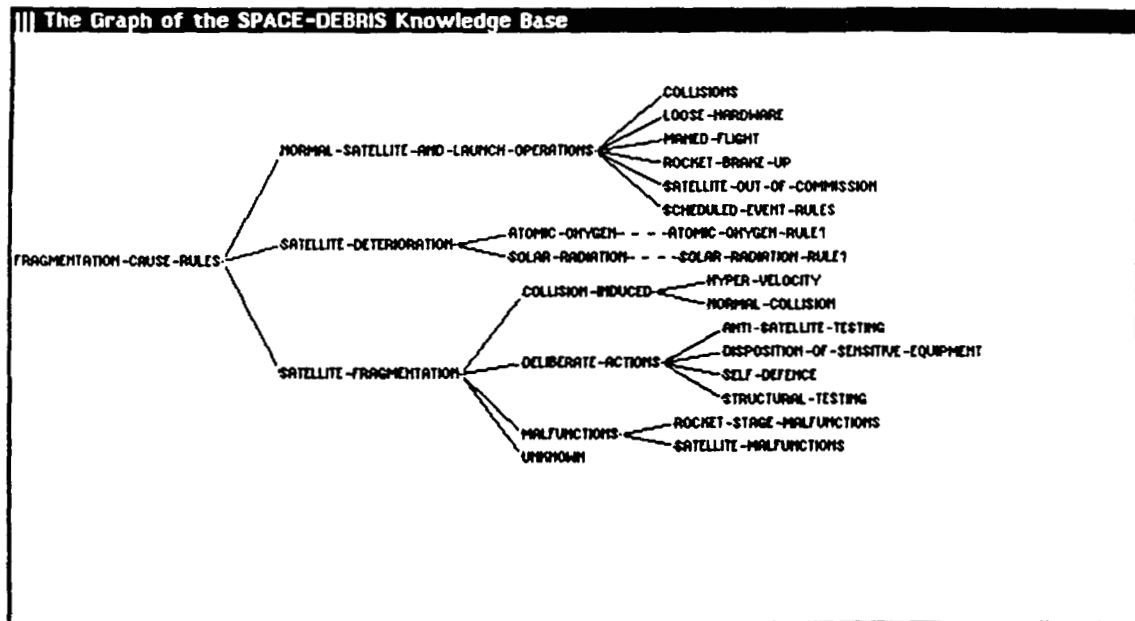 The Graph of the SPACE-DEBRIS Knowledge Base
COLLISIONS
LOOSE-HARDWARE
MANED-FLIGHT
NORMAL-SATELLITE-AND-LAUNCH-OPERATIONS
ROCKET-BRAKE-UP
SATELLITE-OUT-OF-COMMISSION
SCHEDULED-EVENT-RULES
SATELLITE-DETERIORATION
ATOMIC-OXYGEN
ATOMIC-OXYGEN-RULE1
FRAGMENTATION-CAUSE-RULES
SOLAR-RADIATION
SOLAR-RADIATION-RULE1
HYPER-VELOCITY
COLLISION-INDUCED
NORMAL-COLLISION
ANTI-SATELLITE-TESTING
DISPOSITION-OF-SENSITIVE-EQUIPMENT
DELIBERATE-ACTIONS
SATELLITE-FRAGMENTATION
SELF-DEFENCE
STRUCTURAL-TESTING
ROCKET-STAGE-MALFUNCTIONS
MALFUNCTIONS
SATELLITE-MALFUNCTIONS
UNKNOWN